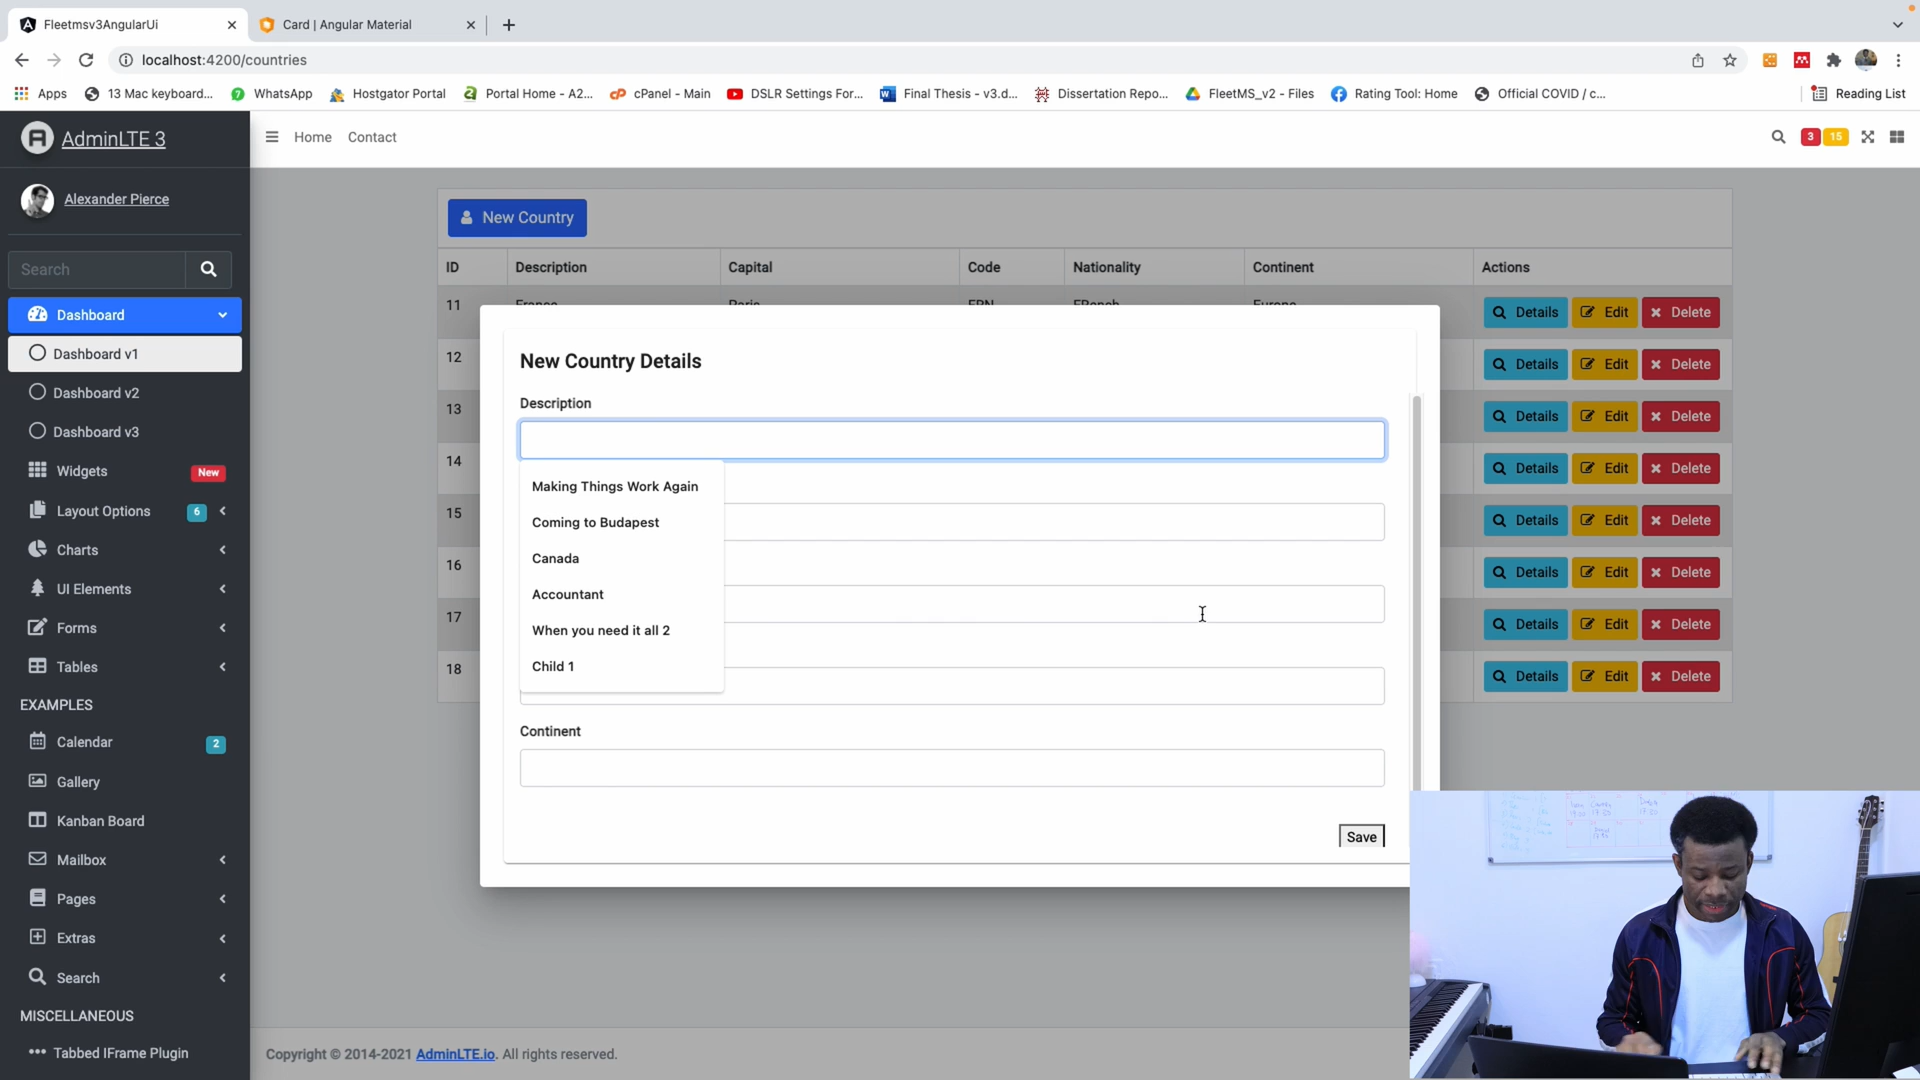 Fleetmsv3AngularUi
Card | Angular Material
localhost:4200/countries
Apps
13 Mac keyboard...
WhatsApp
Hostgator Portal
Portal Home - A2...
cPanel - Main
DSLR Settings For...
Final Thesis - v3.d...
Dissertation Repo...
FleetMS_v2 - Files
Rating Tool: Home
Official COVID / c...
Reading List
AdminLTE 3
Home
Contact
3
15
Alexander Pierce
Search
Dashboard
Dashboard v1
Dashboard v2
Dashboard v3
Widgets
New
Layout Options
6
Charts
UI Elements
Forms
Tables
EXAMPLES
Calendar
2
Gallery
Kanban Board
Mailbox
Pages
Extras
Search
MISCELLANEOUS
Tabbed IFrame Plugin
New Country
ID Description Capital Code Nationality Continent Actions
11 France Paris FRN FRench Europe Details Edit Delete
12 Details Edit Delete
13 Details Edit Delete
14 Details Edit Delete
15 Details Edit Delete
16 Details Edit Delete
17 Details Edit Delete
18 Details Edit Delete
New Country Details
Description
Making Things Work Again
Coming to Budapest
Canada
Accountant
When you need it all 2
Child 1
Continent
Save
Copyright © 2014-2021 AdminLTE.io. All rights reserved.